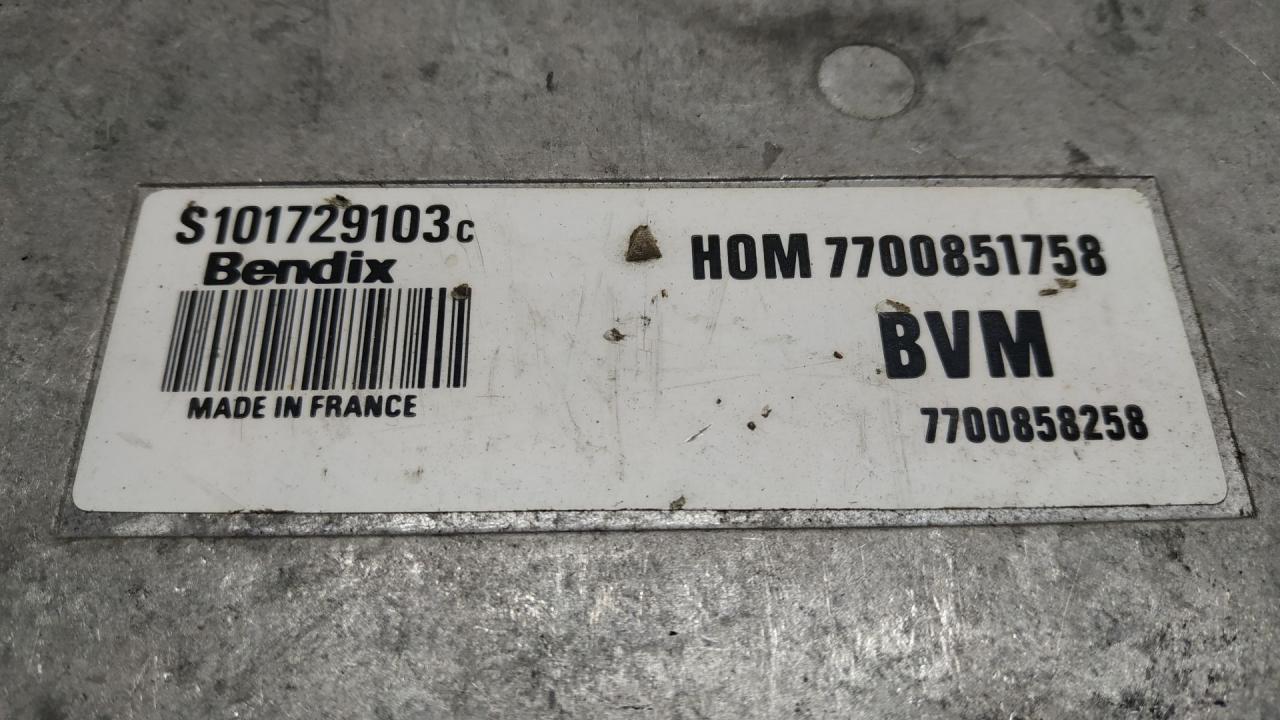 S101729103C
Bendix
MADE IN FRANCE
HOM 7700851758
BVM
7700858258